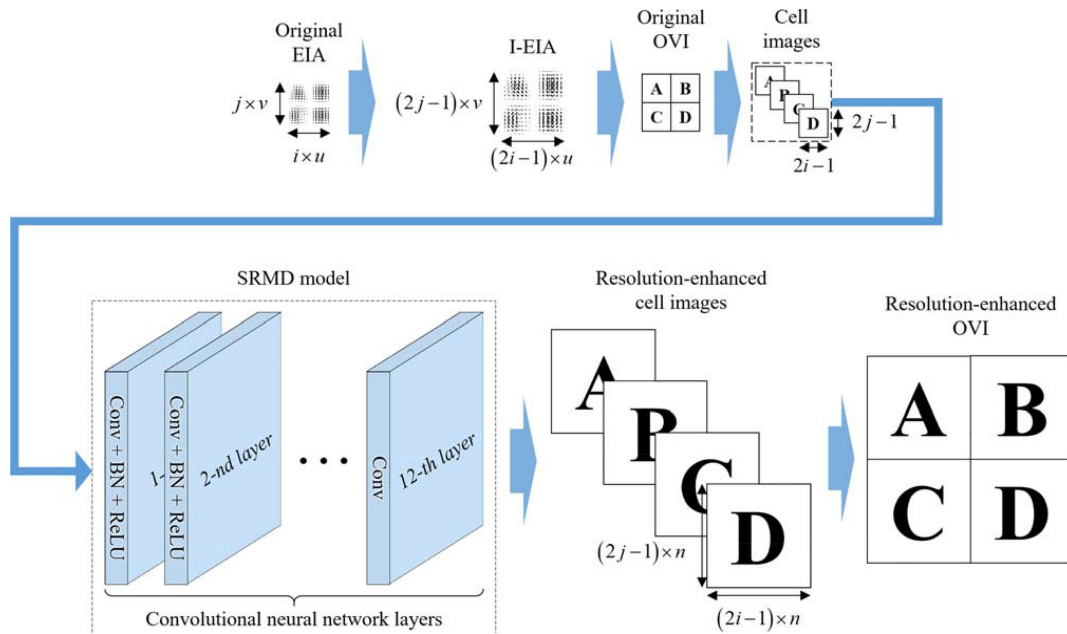 Original
EIA
j × v
i × u
I-EIA
(2j−1) × v
(2i−1) × u
Original
OVI
A B
C D
Cell
images
A
P
C
D
2j−1
2i−1
SRMD model
Conv + BN + ReLU
1-
Conv + BN + ReLU
2-nd layer
• • •
Conv
12-th layer
Convolutional neural network layers
Resolution-enhanced
cell images
A
P
C
D
(2j−1) × n
(2i−1) × n
Resolution-enhanced
OVI
A B
C D